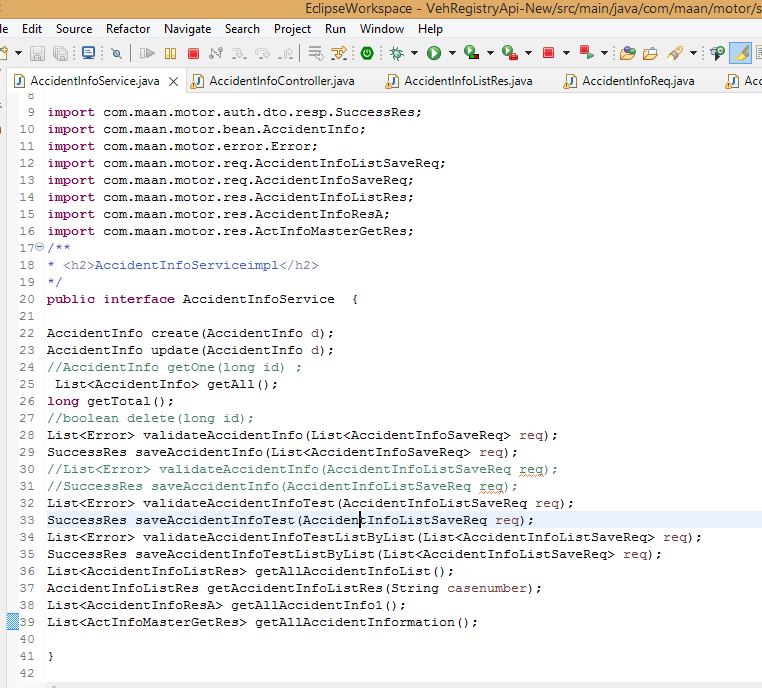 EclipseWorkspace - VehRegistryApi-New/src/main/java/com/maan/motor/s
Edit Source Refactor Navigate Search Project Run Window Help
AccidentInfoService.java AccidentInfoController.java AccidentInfoListRes.java AccidentInfoReq.java Acc
8
9 import com.maan.motor.auth.dto.resp.SuccessRes;
10 import com.maan.motor.bean.AccidentInfo;
11 import com.maan.motor.error.Error;
12 import com.maan.motor.req.AccidentInfoListSaveReq;
13 import com.maan.motor.req.AccidentInfoSaveReq;
14 import com.maan.motor.res.AccidentInfoListRes;
15 import com.maan.motor.res.AccidentInfoResA;
16 import com.maan.motor.res.ActInfoMasterGetRes;
17 /**
18 * <h2>AccidentInfoServiceimpl</h2>
19 */
20 public interface AccidentInfoService {
21
22 AccidentInfo create(AccidentInfo d);
23 AccidentInfo update(AccidentInfo d);
24 //AccidentInfo getOne(long id) ;
25 List<AccidentInfo> getAll();
26 long getTotal();
27 //boolean delete(long id);
28 List<Error> validateAccidentInfo(List<AccidentInfoSaveReq> req);
29 SuccessRes saveAccidentInfo(List<AccidentInfoSaveReq> req);
30 //List<Error> validateAccidentInfo(AccidentInfoListSaveReq req);
31 //SuccessRes saveAccidentInfo(AccidentInfoListSaveReq req);
32 List<Error> validateAccidentInfoTest(AccidentInfoListSaveReq req);
33 SuccessRes saveAccidentInfoTest(AccidentInfoListSaveReq req);
34 List<Error> validateAccidentInfoTestListByList(List<AccidentInfoListSaveReq> req);
35 SuccessRes saveAccidentInfoTestListByList(List<AccidentInfoListSaveReq> req);
36 List<AccidentInfoListRes> getAllAccidentInfoList();
37 AccidentInfoListRes getAccidentInfoListRes(String casenumber);
38 List<AccidentInfoResA> getAllAccidentInfo1();
39 List<ActInfoMasterGetRes> getAllAccidentInformation();
40
41 }
42